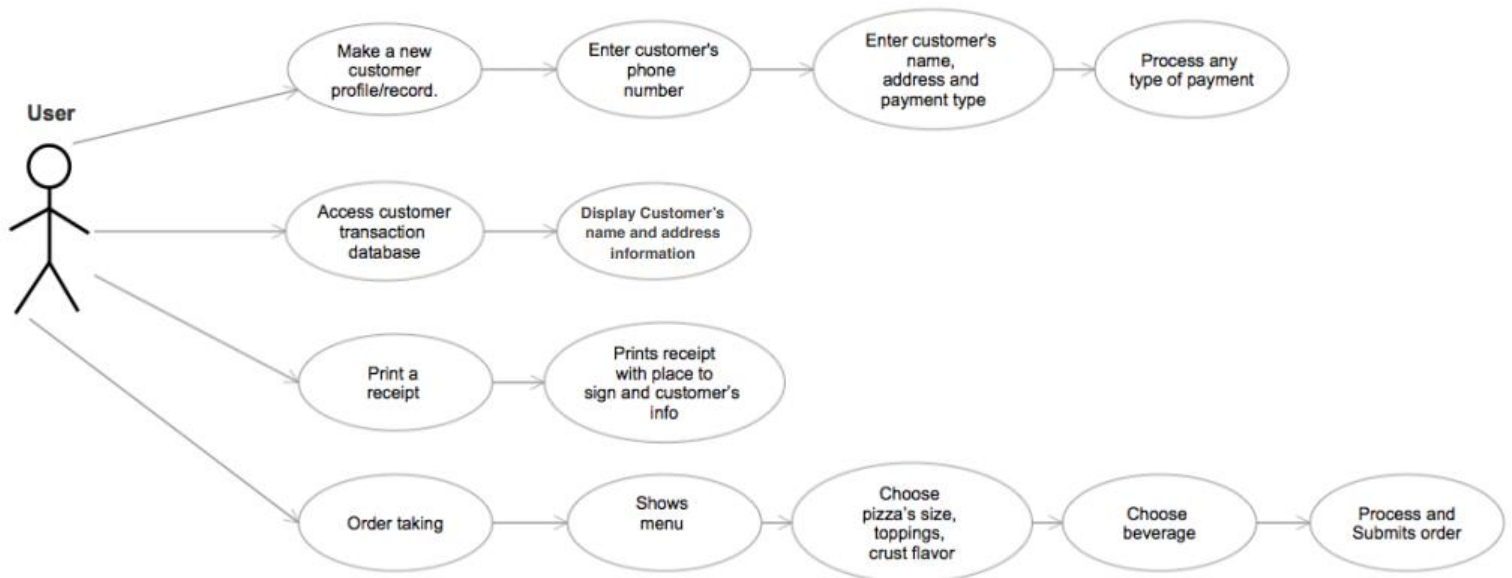 User
Make a new
customer
profile/record.
Enter customer's
phone
number
Enter customer's
name,
address and
payment type
Process any
type of payment
Access customer
transaction
database
Display Customer's
name and address
information
Print a
receipt
Prints receipt
with place to
sign and customer's
info
Order taking
Shows
menu
Choose
pizza's size,
toppings,
crust flavor
Choose
beverage
Process and
Submits order